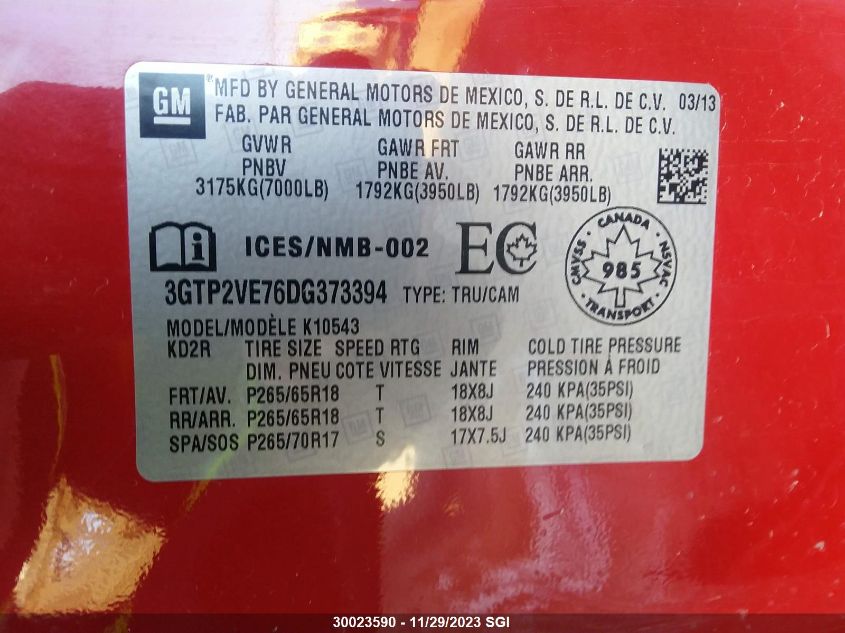 GM ® MFD BY GENERAL MOTORS DE MEXICO, S. DE R.L. DE C.V. 03/13
FAB. PAR GENERAL MOTORS DE MEXICO, S. DE R.L. DE C.V.
GVWR GAWR FRT GAWR RR
PNBV PNBE AV. PNBE ARR.
3175KG(7000LB) 1792KG(3950LB) 1792KG(3950LB)
ICES/NMB-002 EC
CANADA CMVSS NSVAC 985 TRANSPORT
3GTP2VE76DG373394 TYPE: TRU/CAM
MODEL/MODÈLE K10543
KD2R TIRE SIZE SPEED RTG RIM COLD TIRE PRESSURE
DIM. PNEU COTE VITESSE JANTE PRESSION À FROID
FRT/AV. P265/65R18 T 18X8J 240 KPA(35PSI)
RR/ARR. P265/65R18 T 18X8J 240 KPA(35PSI)
SPA/SOS P265/70R17 S 17X7.5J 240 KPA(35PSI)
30023590 - 11/29/2023 SGI